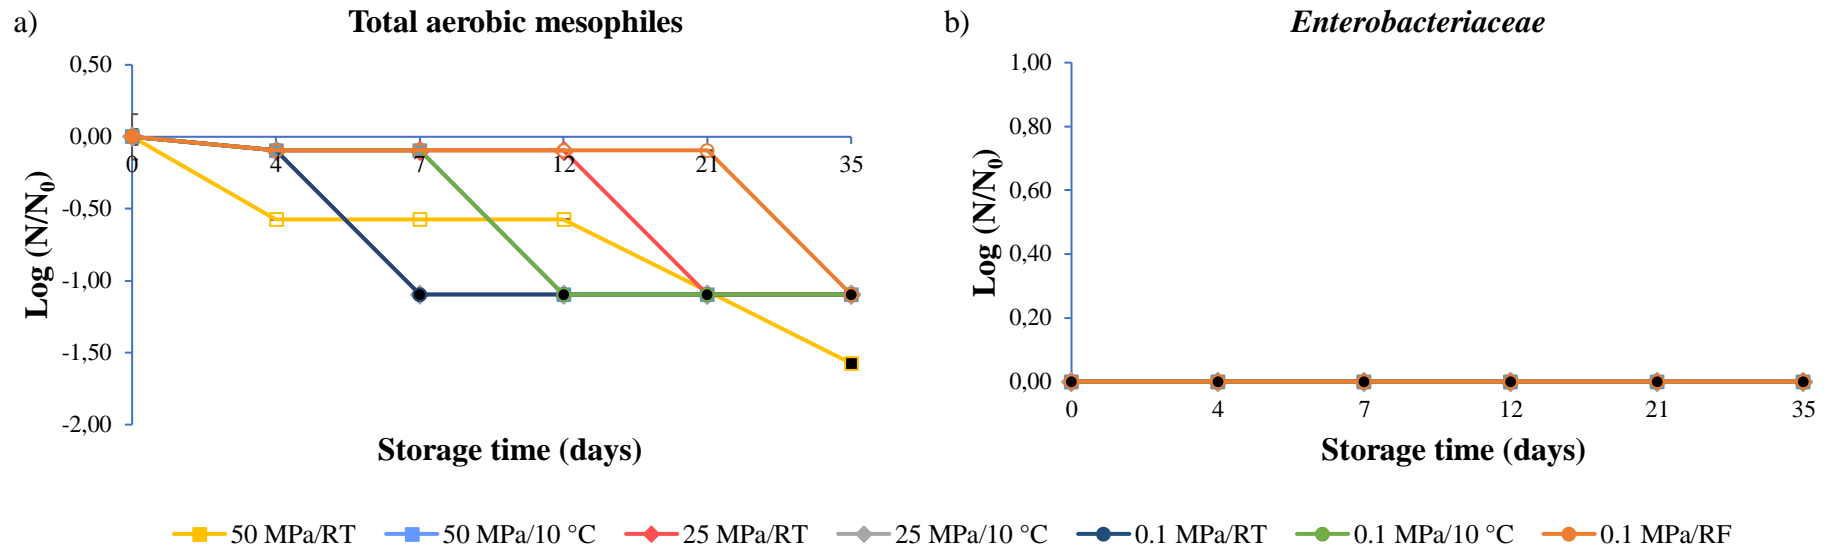 a)
Total aerobic mesophiles
0,50
0,00
-0,50
-1,00
-1,50
-2,00
0
4
7
12
21
35
Log (N/N0)
Storage time (days)
b)
Enterobacteriaceae
1,00
0,80
0,60
0,40
0,20
0,00
0
4
7
12
21
35
Log (N/N0)
Storage time (days)
50 MPa/RT
50 MPa/10 °C
25 MPa/RT
25 MPa/10 °C
0.1 MPa/RT
0.1 MPa/10 °C
0.1 MPa/RF